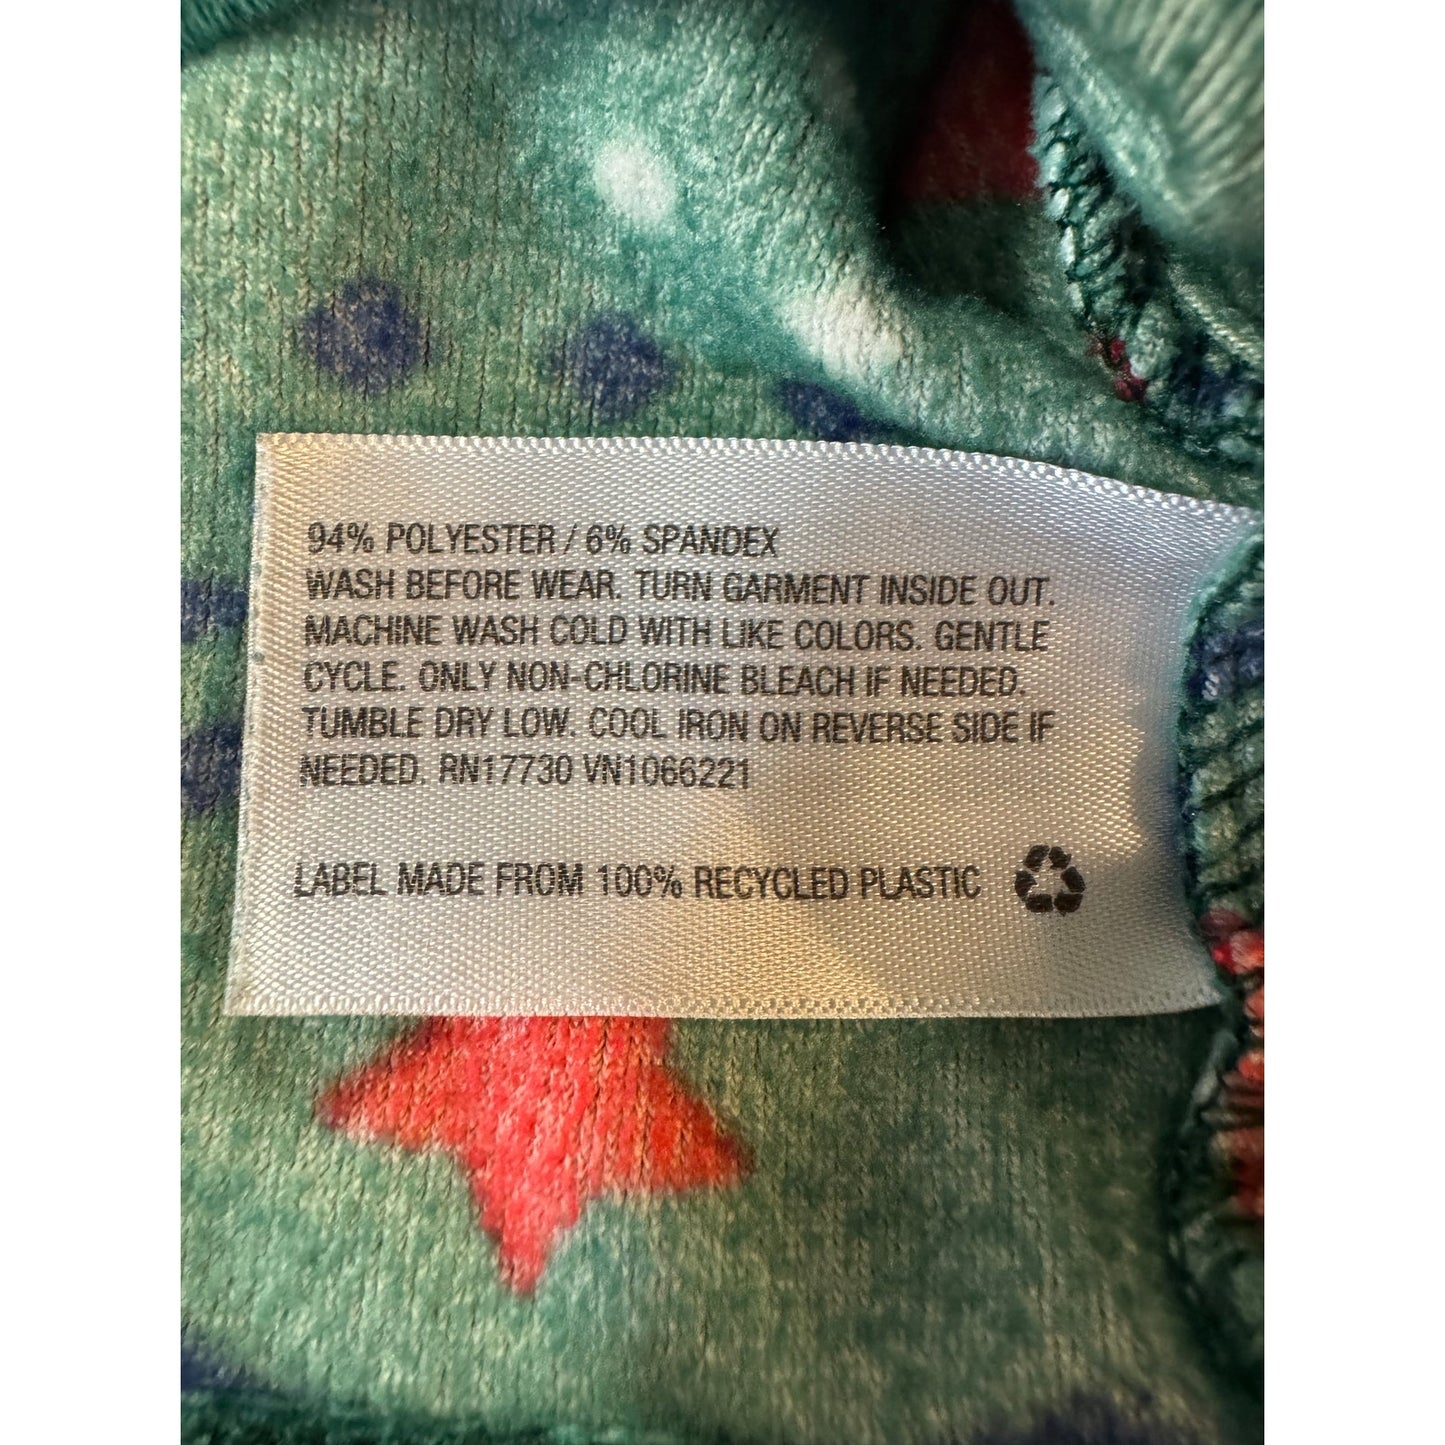 94% POLYESTER / 6% SPANDEX
WASH BEFORE WEAR. TURN GARMENT INSIDE OUT.
MACHINE WASH COLD WITH LIKE COLORS. GENTLE
CYCLE. ONLY NON-CHLORINE BLEACH IF NEEDED.
TUMBLE DRY LOW. COOL IRON ON REVERSE SIDE IF
NEEDED. RN17730 VN1066221
LABEL MADE FROM 100% RECYCLED PLASTIC